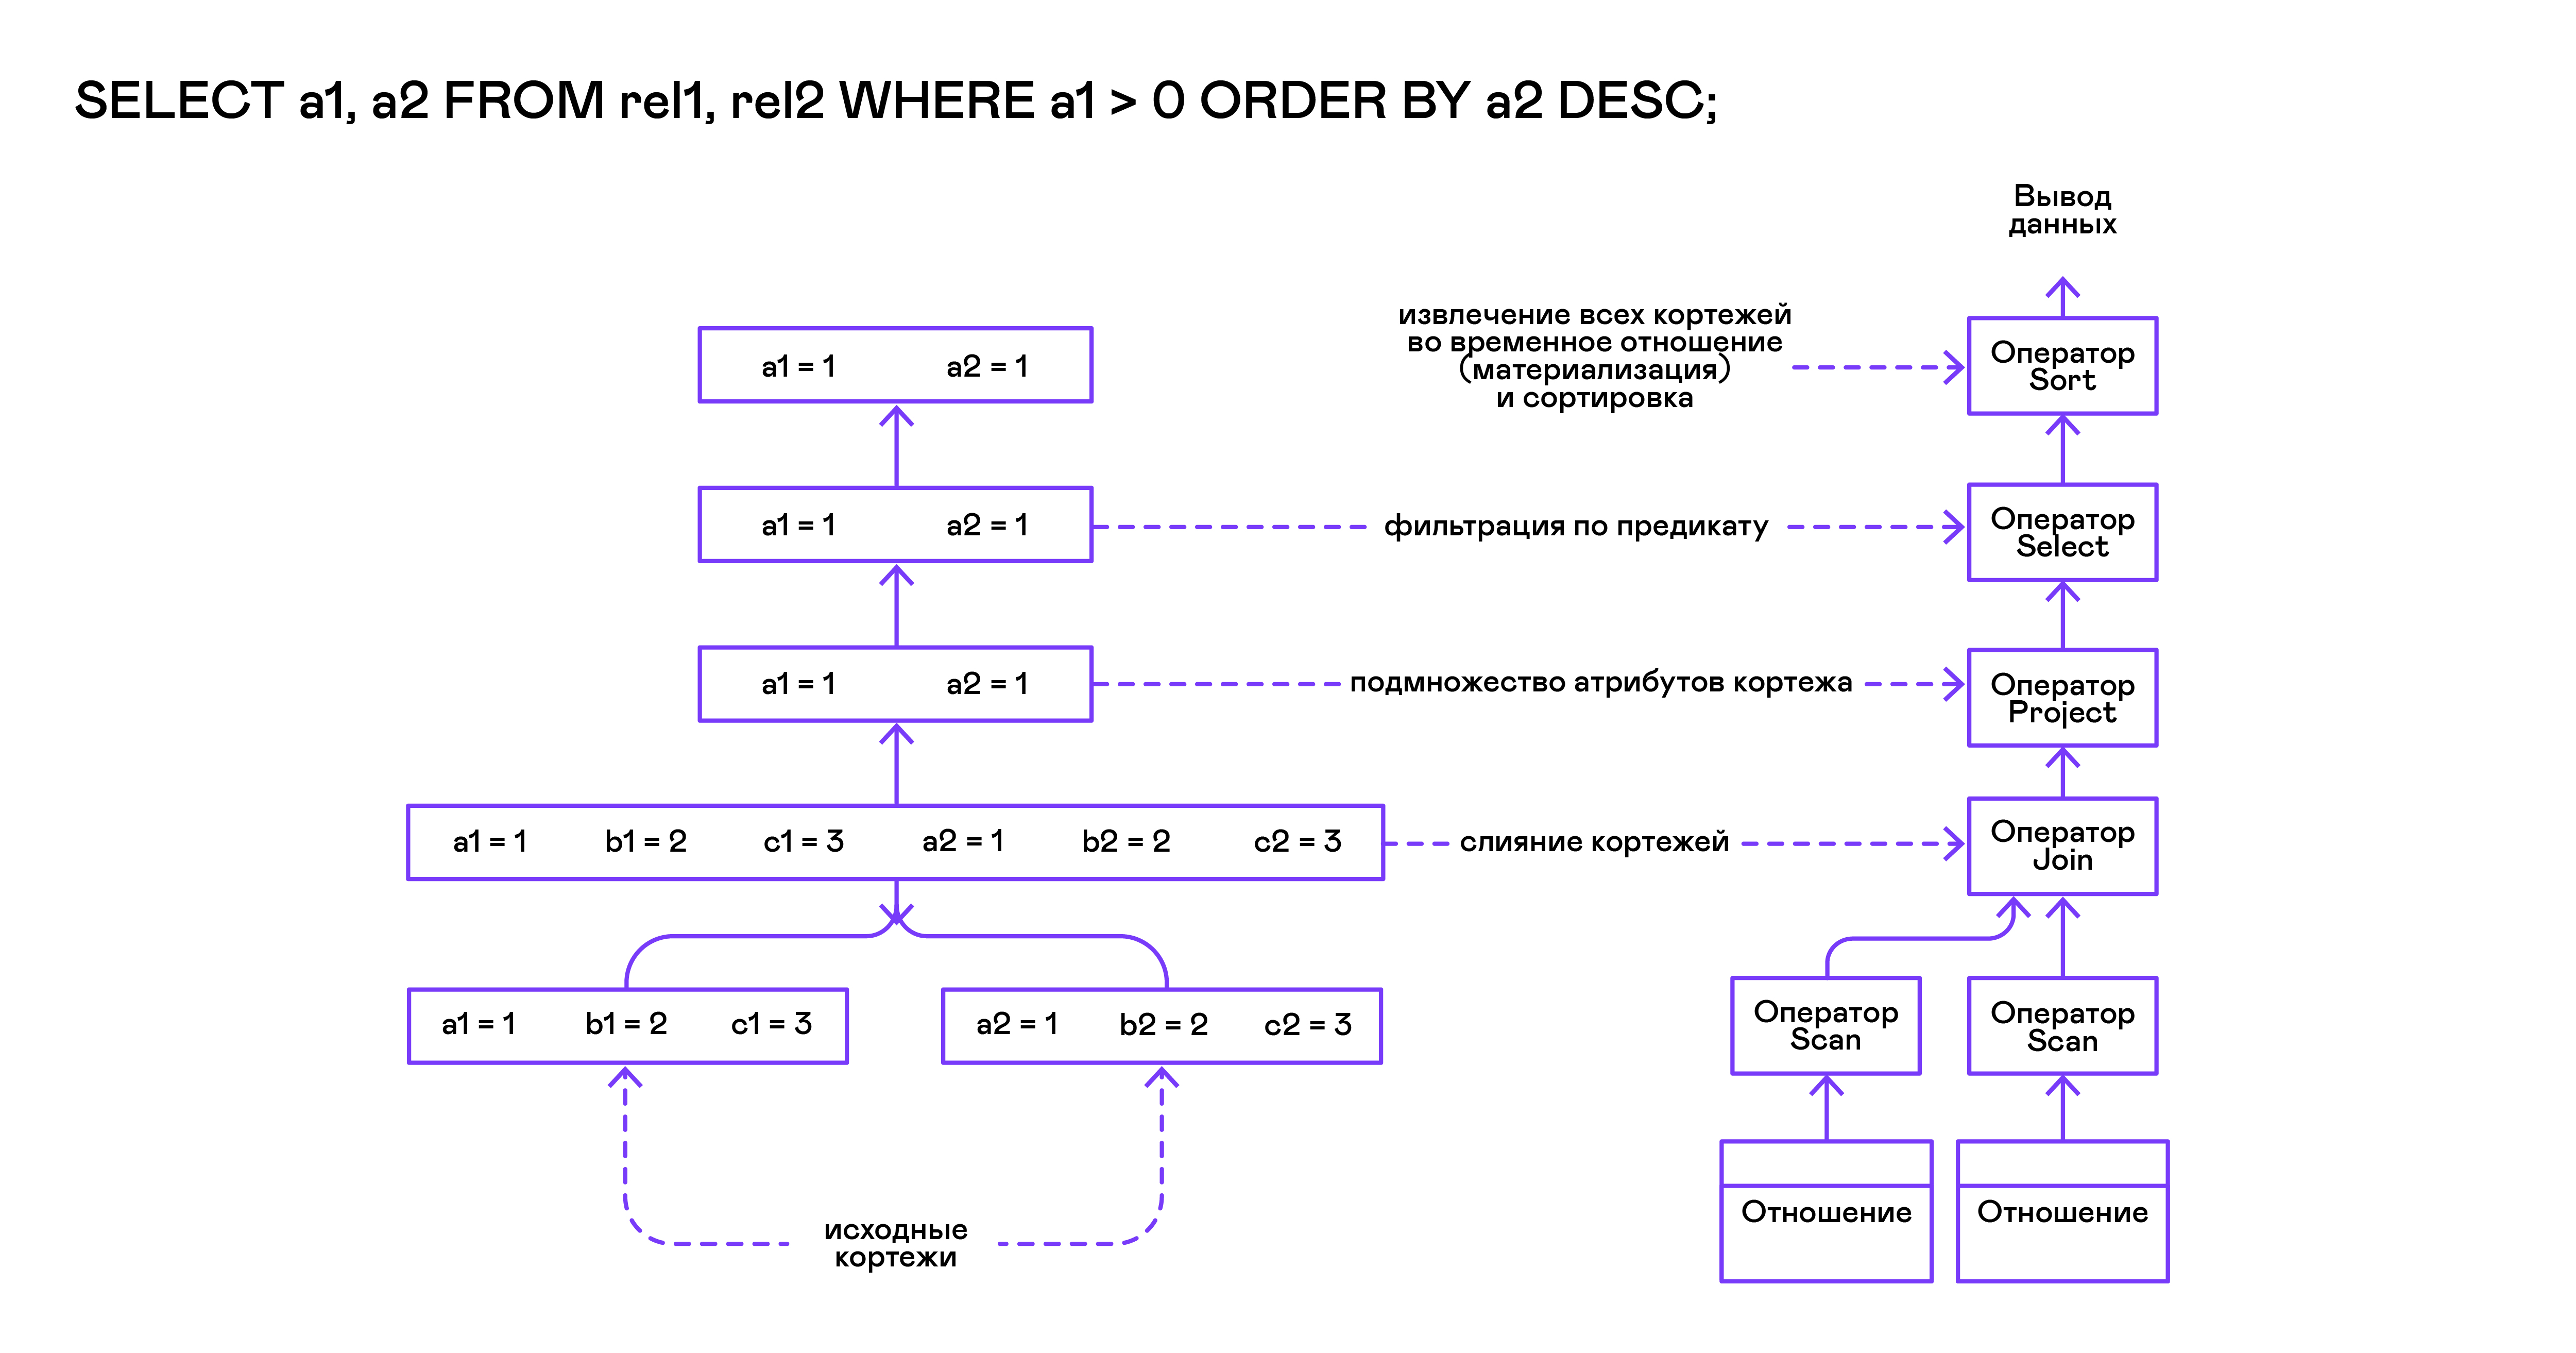 SELECT a1, a2 FROM rel1, rel2 WHERE a1 > 0 ORDER BY a2 DESC;
Вывод
данных
извлечение всех кортежей
во временное отношение
(материализация)
и сортировка
a1 = 1 a2 = 1
Оператор
Sort
a1 = 1 a2 = 1
фильтрация по предикату
Оператор
Select
a1 = 1 a2 = 1
подмножество атрибутов кортежа
Оператор
Project
a1 = 1 b1 = 2 c1 = 3 a2 = 1 b2 = 2 c2 = 3
слияние кортежей
Оператор
Join
a1 = 1 b1 = 2 c1 = 3
a2 = 1 b2 = 2 c2 = 3
Оператор
Scan
Оператор
Scan
исходные
кортежи
Отношение
Отношение